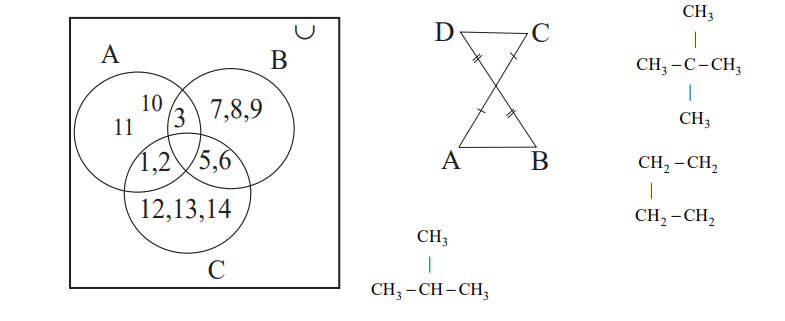 ∪
A
B
10
3
7,8,9
11
1,2
5,6
12,13,14
C
D
C
A
B
CH₃
|
CH₃ – C – CH₃
|
CH₃
CH₂ – CH₂
|
CH₂ – CH₂
CH₃
|
CH₃ – CH – CH₃